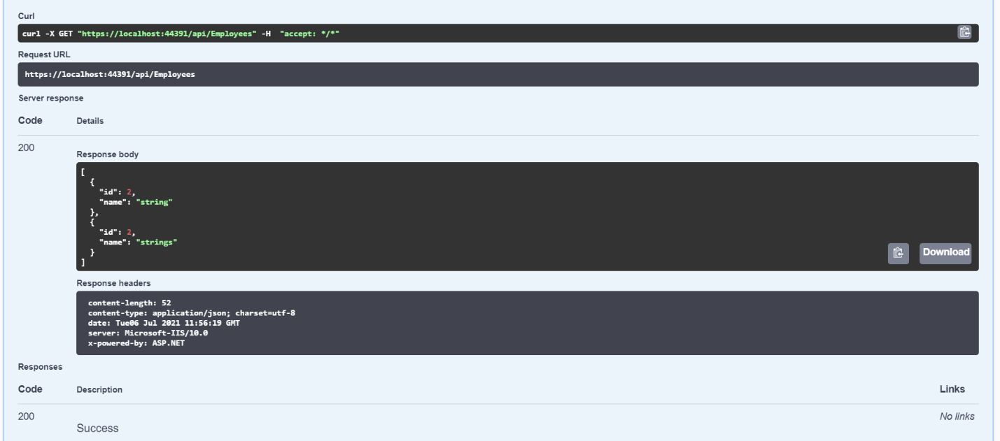 Curl
curl -X GET "https://localhost:44391/api/Employees" -H  "accept: */*"
Request URL
https://localhost:44391/api/Employees
Server response
Code Details
200
Response body
[
  {
    "id": 2,
    "name": "string"
  },
  {
    "id": 2,
    "name": "strings"
  }
]
Download
Response headers
content-length: 52
content-type: application/json; charset=utf-8
date: Tue06 Jul 2021 11:56:19 GMT
server: Microsoft-IIS/10.0
x-powered-by: ASP.NET
Responses
Code Description Links
200 No links
Success